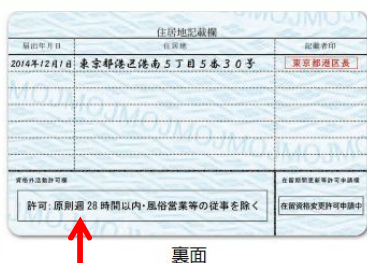 住居地記載欄
届出年月日 住居地 記載者印
2014年12月1日 東京都港区港南5丁目5番30号 東京都港区長
資格外活動許可欄 在留期間更新等許可申請欄
許可:原則週28時間以内・風俗営業等の従事を除く 在留資格変更許可申請中
MOJ MOJ MOJ
裏面